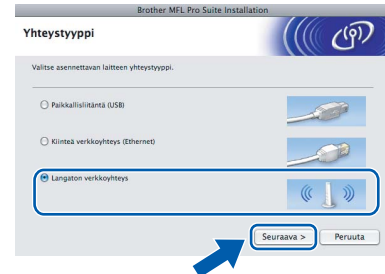 Brother MFL Pro Suite Installation
Yhteystyyppi
Valitse asennettavan laitteen yhteystyyppi.
Paikallisliitäntä (USB)
Kiinteä verkkoyhteys (Ethernet)
Langaton verkkoyhteys
Seuraava > Peruuta